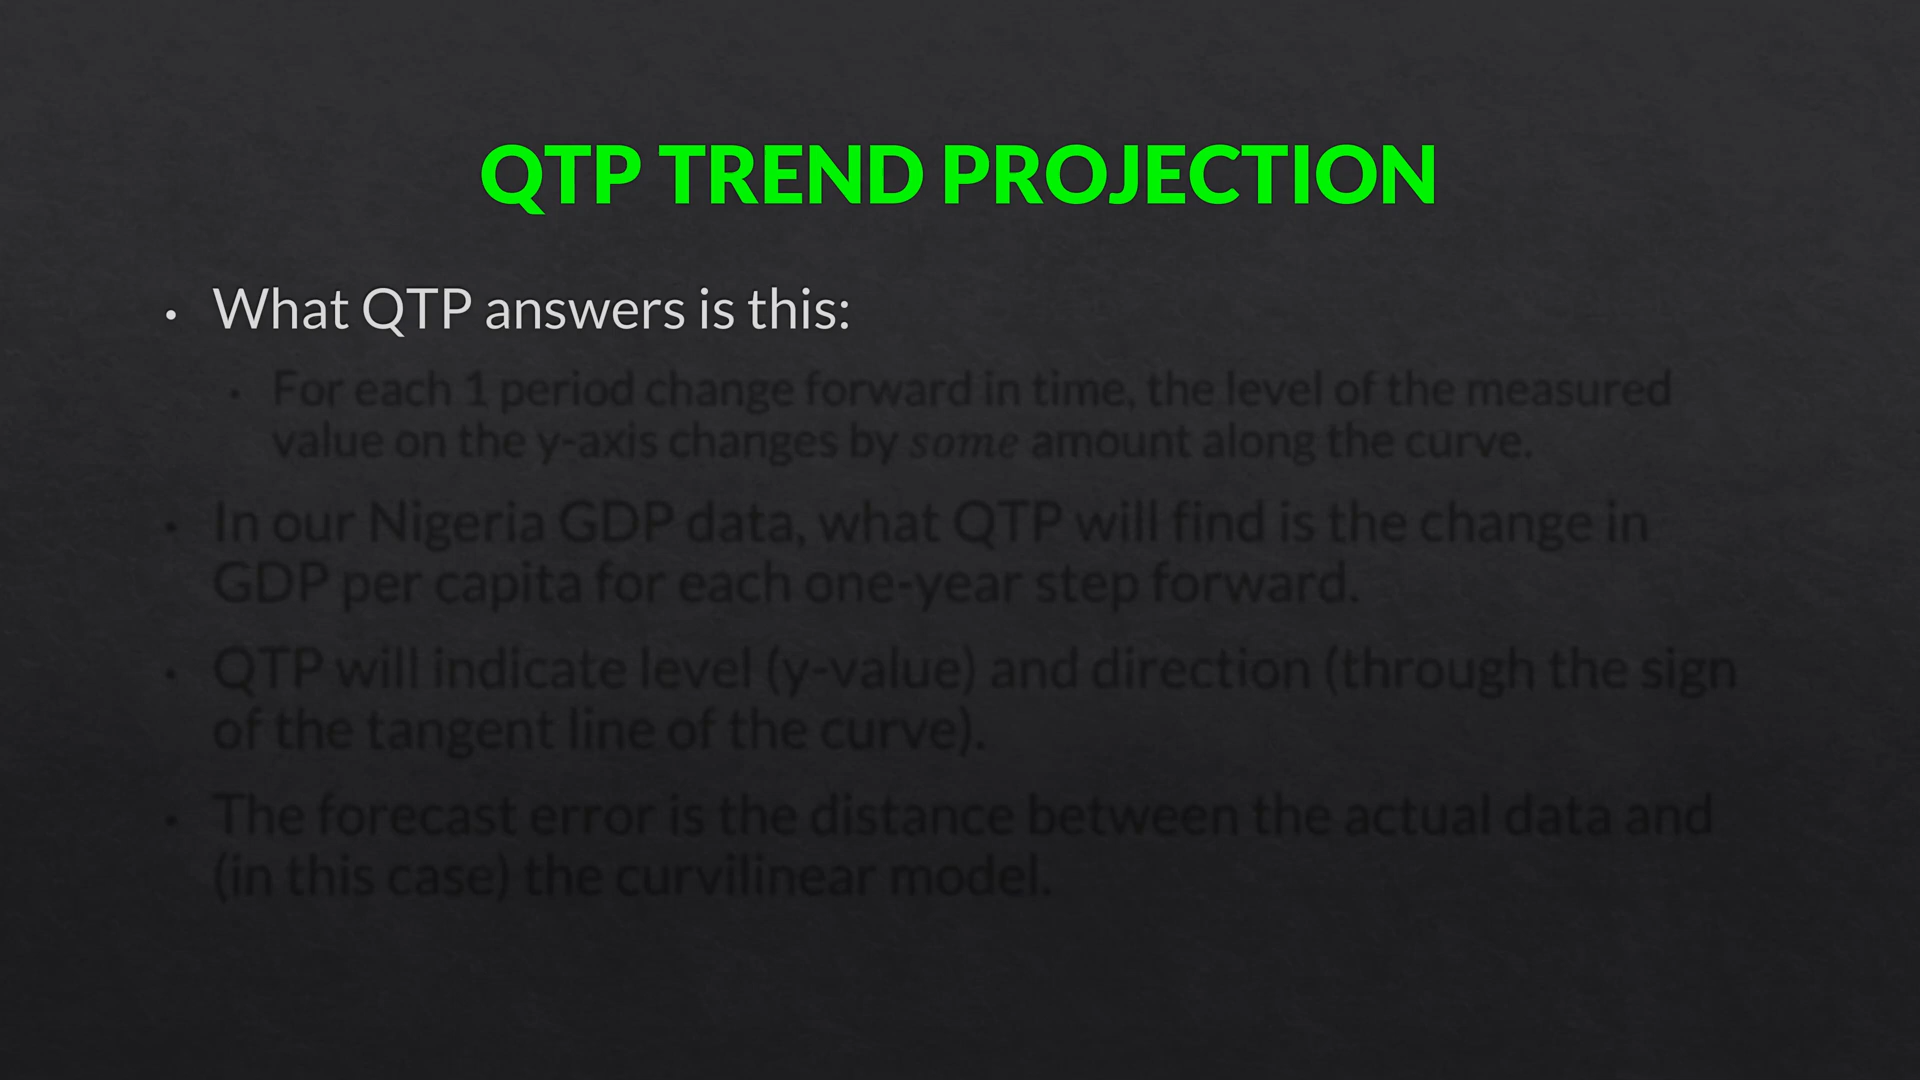 QTP TREND PROJECTION
• What QTP answers is this:
• For each 1 period change forward in time, the level of the measured
value on the y-axis changes by some amount along the curve.
• In our Nigeria GDP data, what QTP will find is the change in
GDP per capita for each one-year step forward.
• QTP will indicate level (y-value) and direction (through the sign
of the tangent line of the curve).
• The forecast error is the distance between the actual data and
(in this case) the curvilinear model.